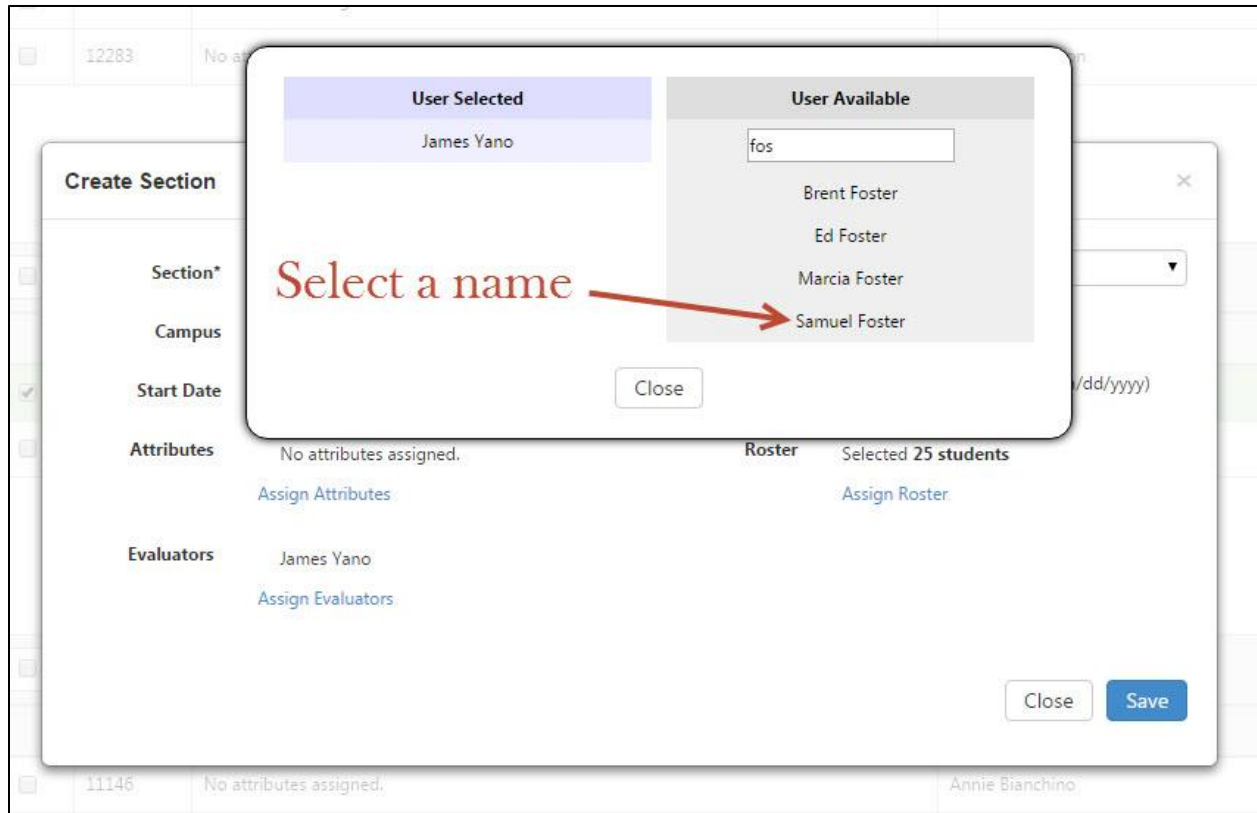 12283 No at
User Selected User Available
James Yano fos
Brent Foster
Ed Foster
Marcia Foster
Samuel Foster
Select a name
Close
Create Section ×
Section*
Campus
Start Date /dd/yyyy)
Attributes No attributes assigned. Roster Selected 25 students
Assign Attributes Assign Roster
Evaluators James Yano
Assign Evaluators
Close Save
11146 No attributes assigned. Annie Bianchino